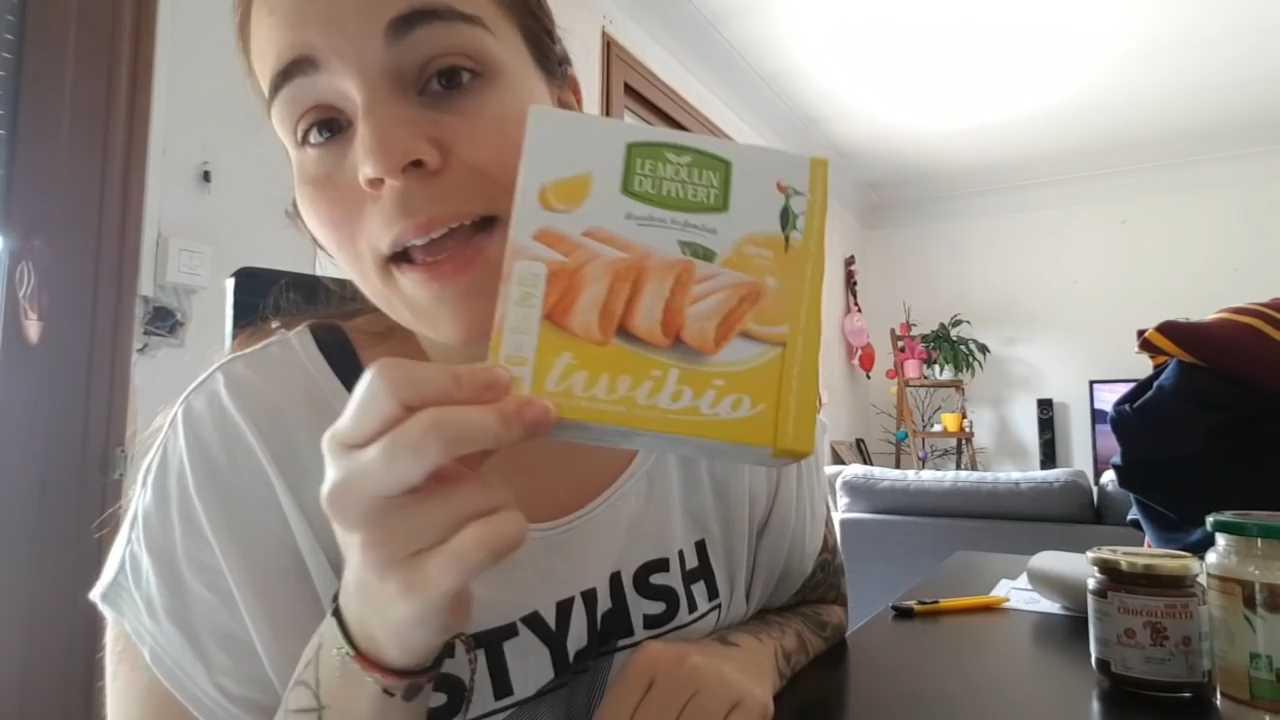 LE MOULIN
DU PIVERT
twibio
STYLISH
CHOCOLINETTE